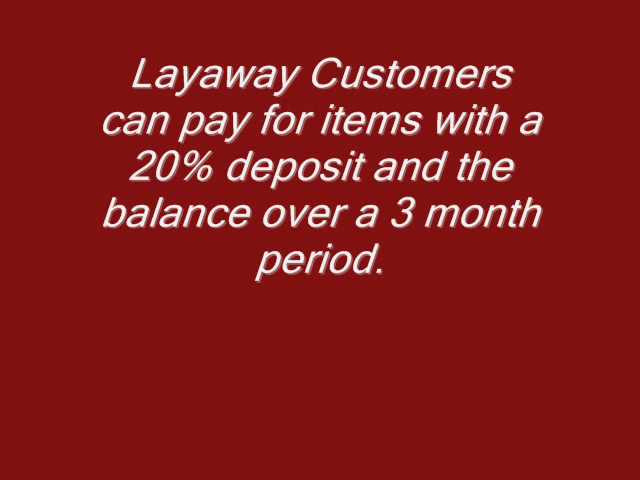 Layaway Customers
can pay for items with a
20% deposit and the
balance over a 3 month
period.